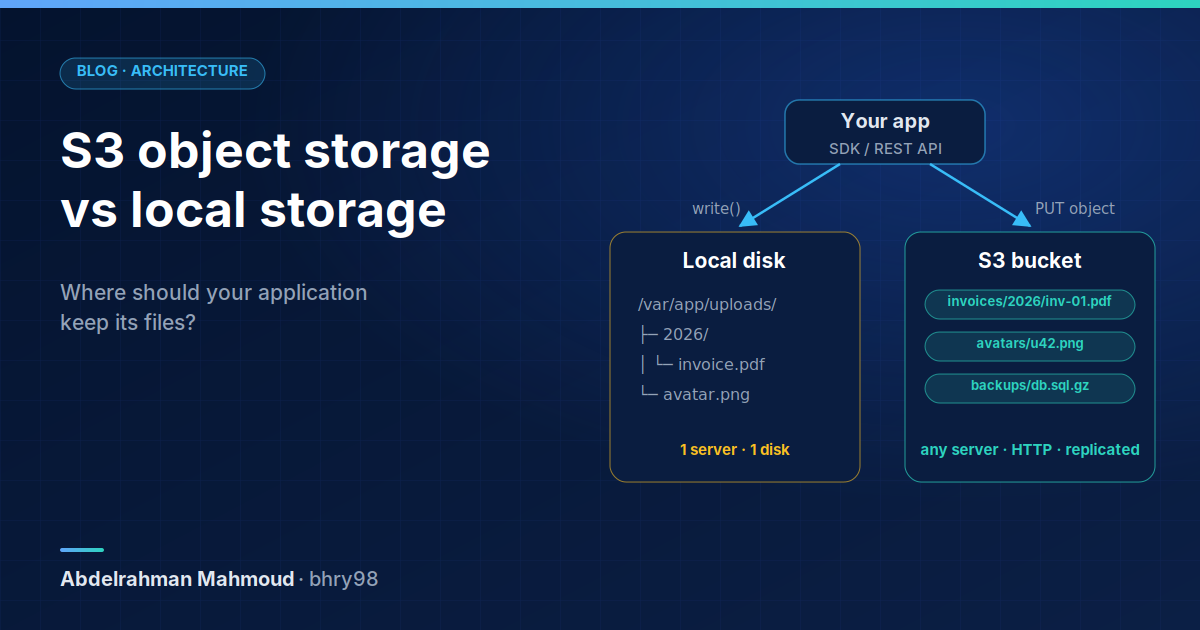 BLOG · ARCHITECTURE
S3 object storage
vs local storage
Where should your application
keep its files?
Abdelrahman Mahmoud · bhry98
Your app
SDK / REST API
write()
PUT object
Local disk
/var/app/uploads/
├─ 2026/
│ └─ invoice.pdf
└─ avatar.png
1 server · 1 disk
S3 bucket
invoices/2026/inv-01.pdf
avatars/u42.png
backups/db.sql.gz
any server · HTTP · replicated